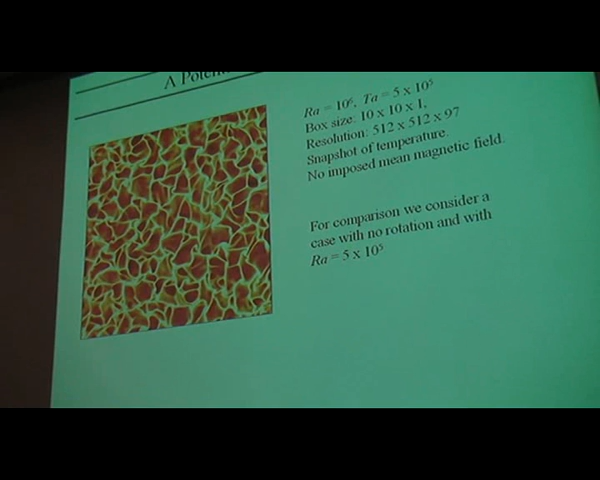 A
Ra = 10⁶, Ta = 5 x 10⁵
Box size: 10 x 10 x 1,
Resolution: 512 x 512 x 97
Snapshot of temperature.
No imposed mean magnetic field.
For comparison we consider a
case with no rotation and with
Ra = 5 x 10⁵